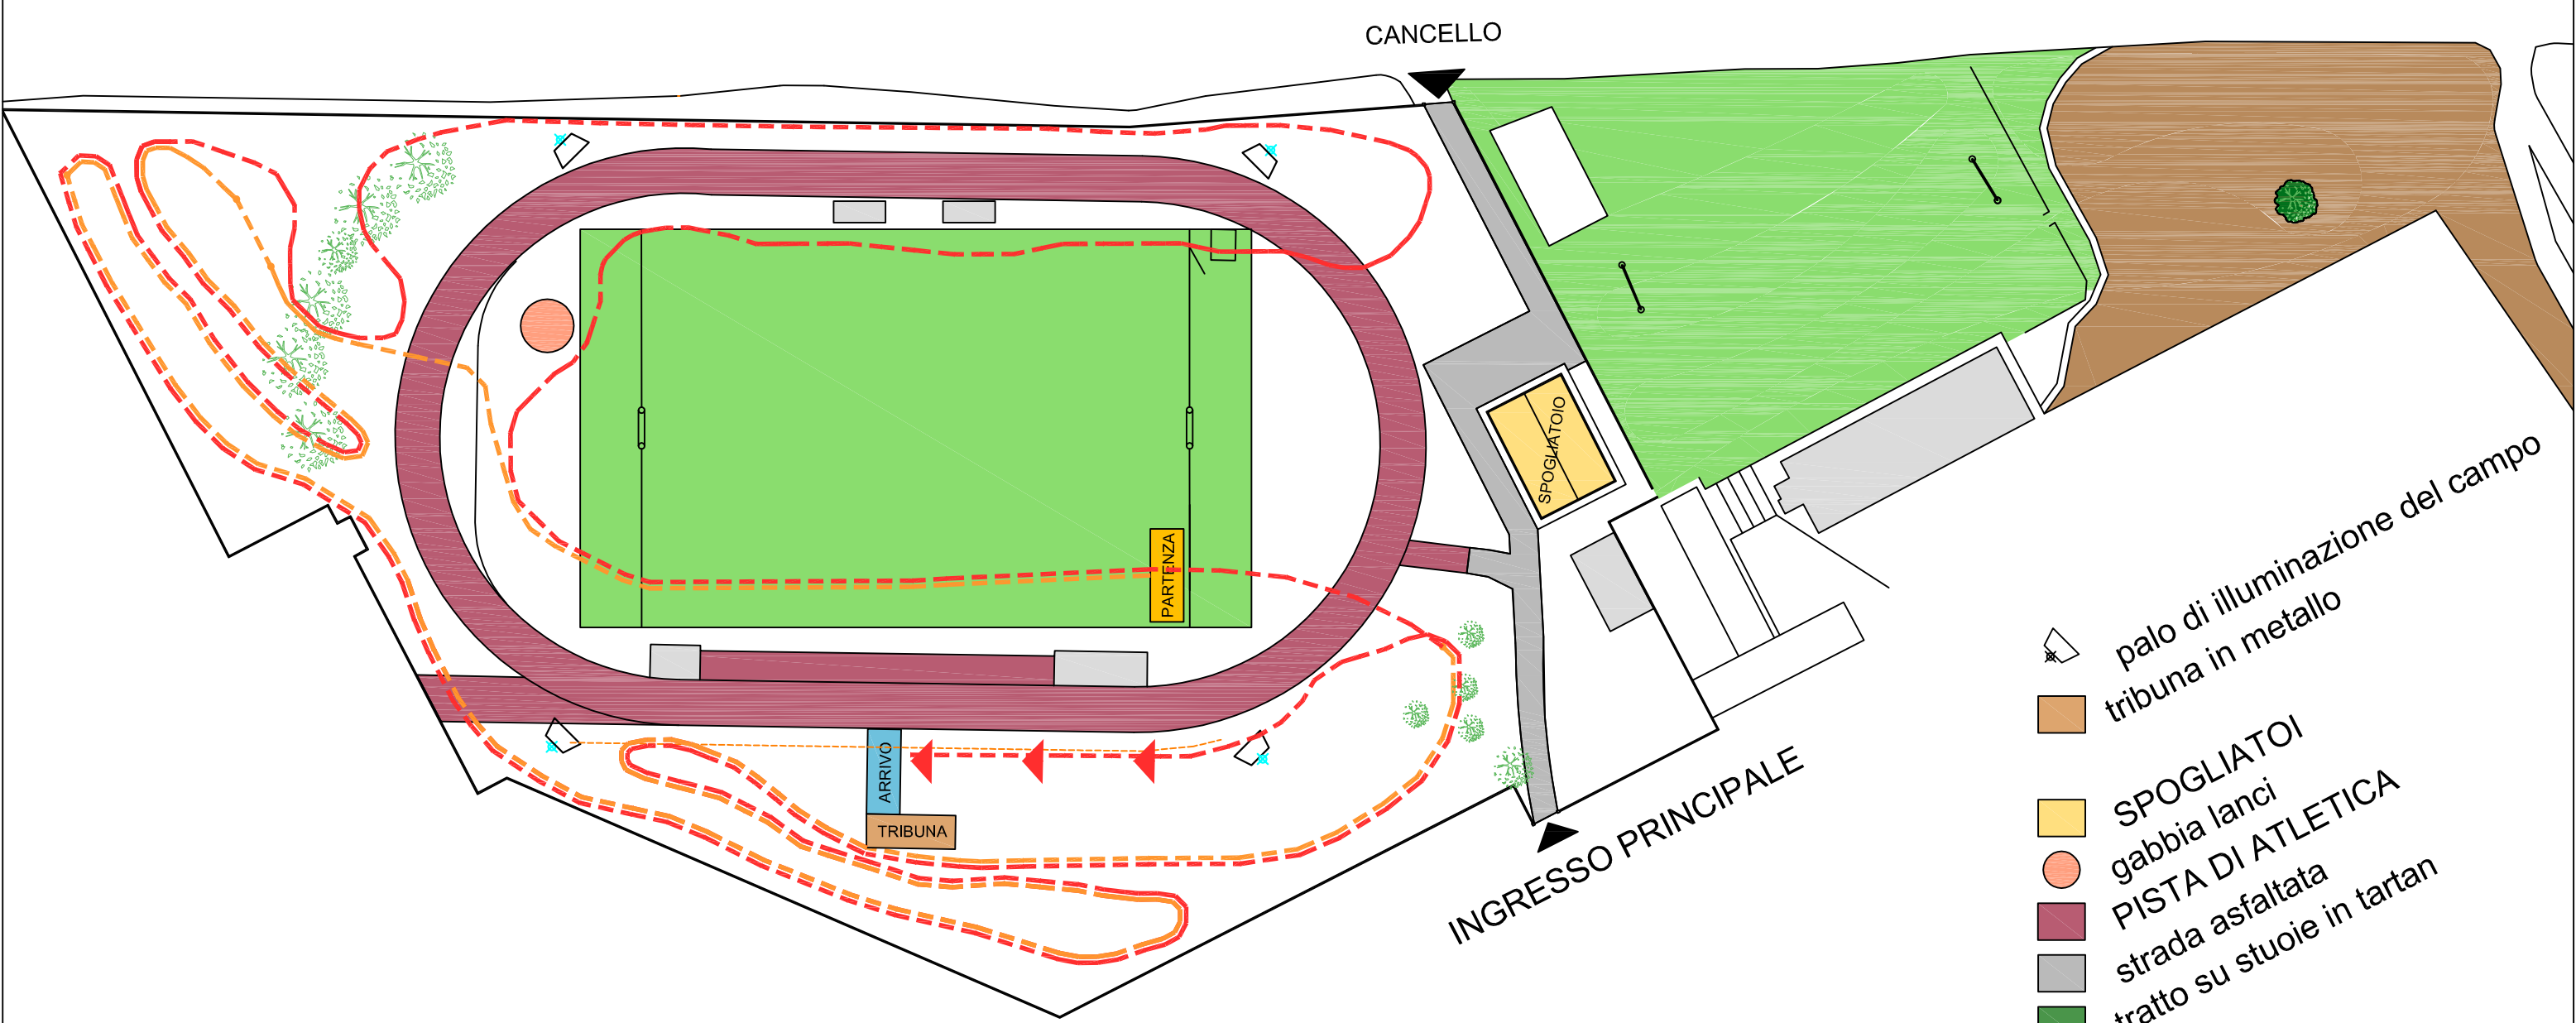 CANCELLO
SPOGLIATOIO
PARTENZA
ARRIVO
TRIBUNA
INGRESSO PRINCIPALE
palo di illuminazione del campo
tribuna in metallo
SPOGLIATOI
gabbia lanci
PISTA DI ATLETICA
strada asfaltata
tratto su stuoie in tartan